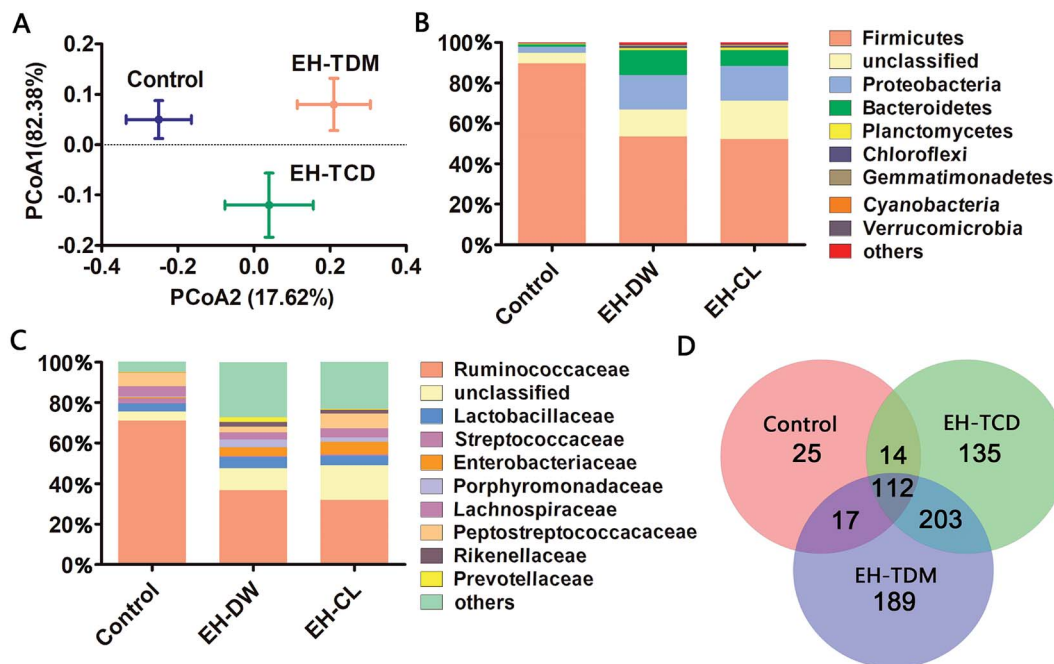 A
0.2
0.1
0.0
-0.1
-0.2
PCoA1(82.38%)
Control
EH-TDM
EH-TCD
-0.4
-0.2
0.0
0.2
0.4
PCoA2 (17.62%)
B
100%
80%
60%
40%
20%
0%
Control
EH-DW
EH-CL
Firmicutes
unclassified
Proteobacteria
Bacteroidetes
Planctomycetes
Chloroflexi
Gemmatimonadetes
Cyanobacteria
Verrucomicrobia
others
C
100%
80%
60%
40%
20%
0%
Control
EH-DW
EH-CL
Ruminococcaceae
unclassified
Lactobacillaceae
Streptococcaceae
Enterobacteriaceae
Porphyromonadaceae
Lachnospiraceae
Peptostreptococcacaceae
Rikenellaceae
Prevotellaceae
others
D
Control
25
EH-TCD
135
14
112
17
203
EH-TDM
189